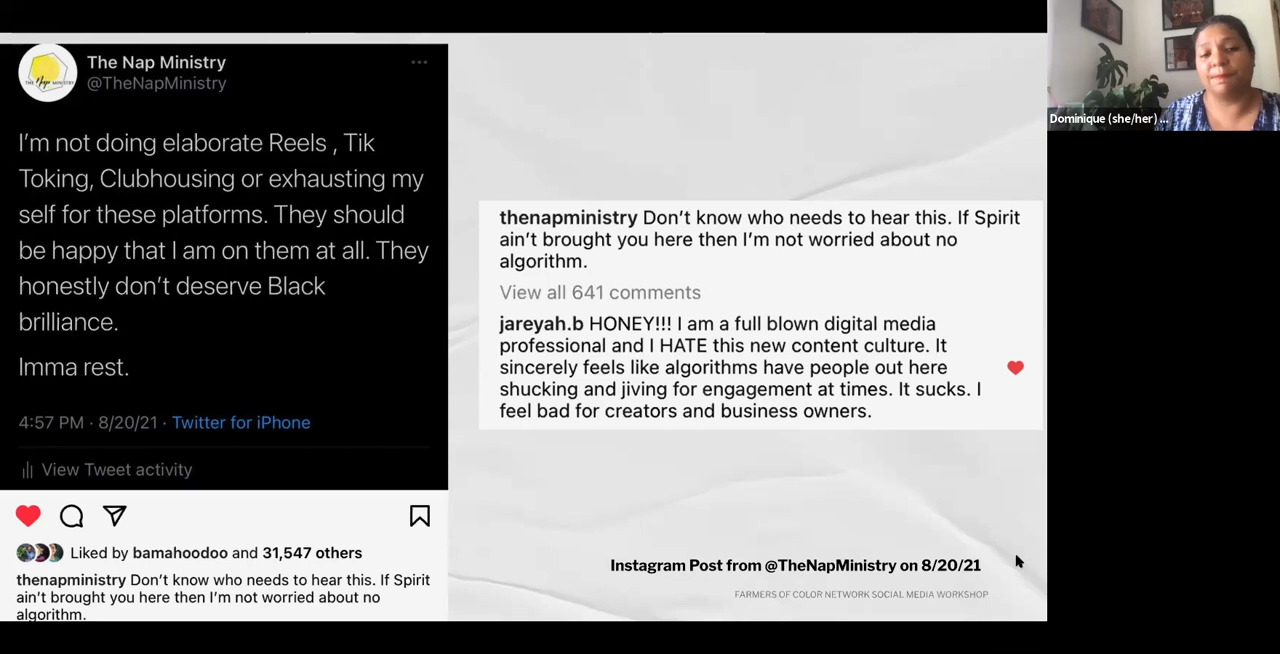 The Nap Ministry
@TheNapMinistry
I'm not doing elaborate Reels , Tik
Toking, Clubhousing or exhausting my
self for these platforms. They should
be happy that I am on them at all. They
honestly don't deserve Black
brilliance.
Imma rest.
4:57 PM · 8/20/21 · Twitter for iPhone
View Tweet activity
Liked by bamahoodoo and 31,547 others
thenapministry Don't know who needs to hear this. If Spirit
ain't brought you here then I'm not worried about no
algorithm.
thenapministry Don't know who needs to hear this. If Spirit
ain't brought you here then I'm not worried about no
algorithm.
View all 641 comments
jareyah.b HONEY!!! I am a full blown digital media
professional and I HATE this new content culture. It
sincerely feels like algorithms have people out here
shucking and jiving for engagement at times. It sucks. I
feel bad for creators and business owners.
Instagram Post from @TheNapMinistry on 8/20/21
FARMERS OF COLOR NETWORK SOCIAL MEDIA WORKSHOP
Dominique (she/her) ...